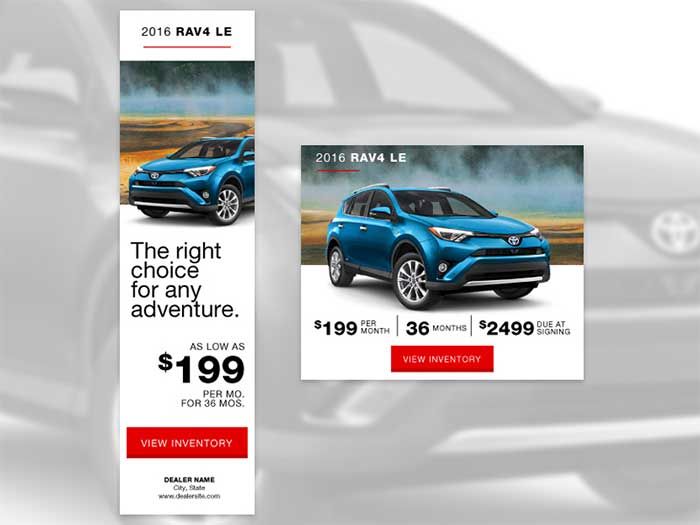 2016 RAV4 LE
The right
choice
for any
adventure.
AS LOW AS
$199
PER MO.
FOR 36 MOS.
VIEW INVENTORY
DEALER NAME
City, State
www.dealersite.com
2016 RAV4 LE
$199 PER MONTH 36 MONTHS $2499 DUE AT SIGNING
VIEW INVENTORY